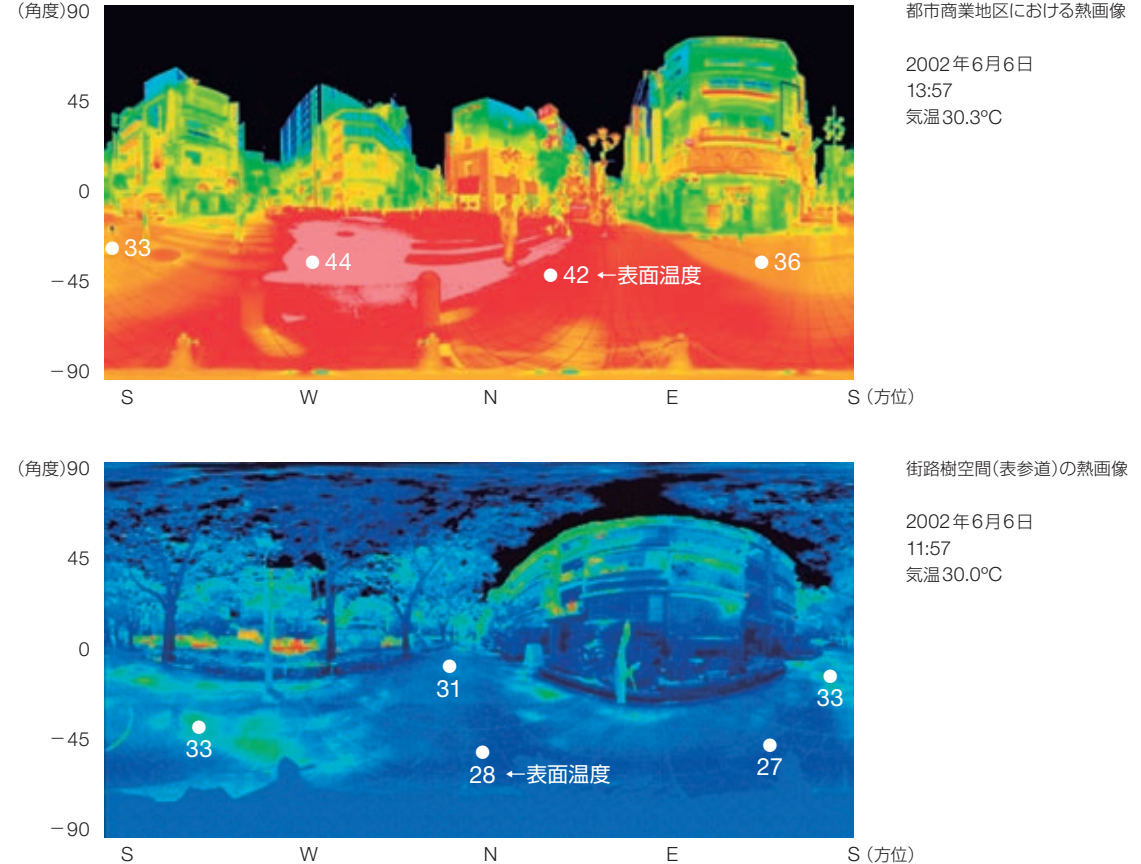 (角度)90
45
0
－45
－90
33
44
42 ←表面温度
36
S W N E S (方位)
都市商業地区における熱画像
2002年6月6日
13:57
気温30.3℃
(角度)90
45
0
－45
－90
31
33
33
28 ←表面温度
27
S W N E S (方位)
街路樹空間(表参道)の熱画像
2002年6月6日
11:57
気温30.0℃